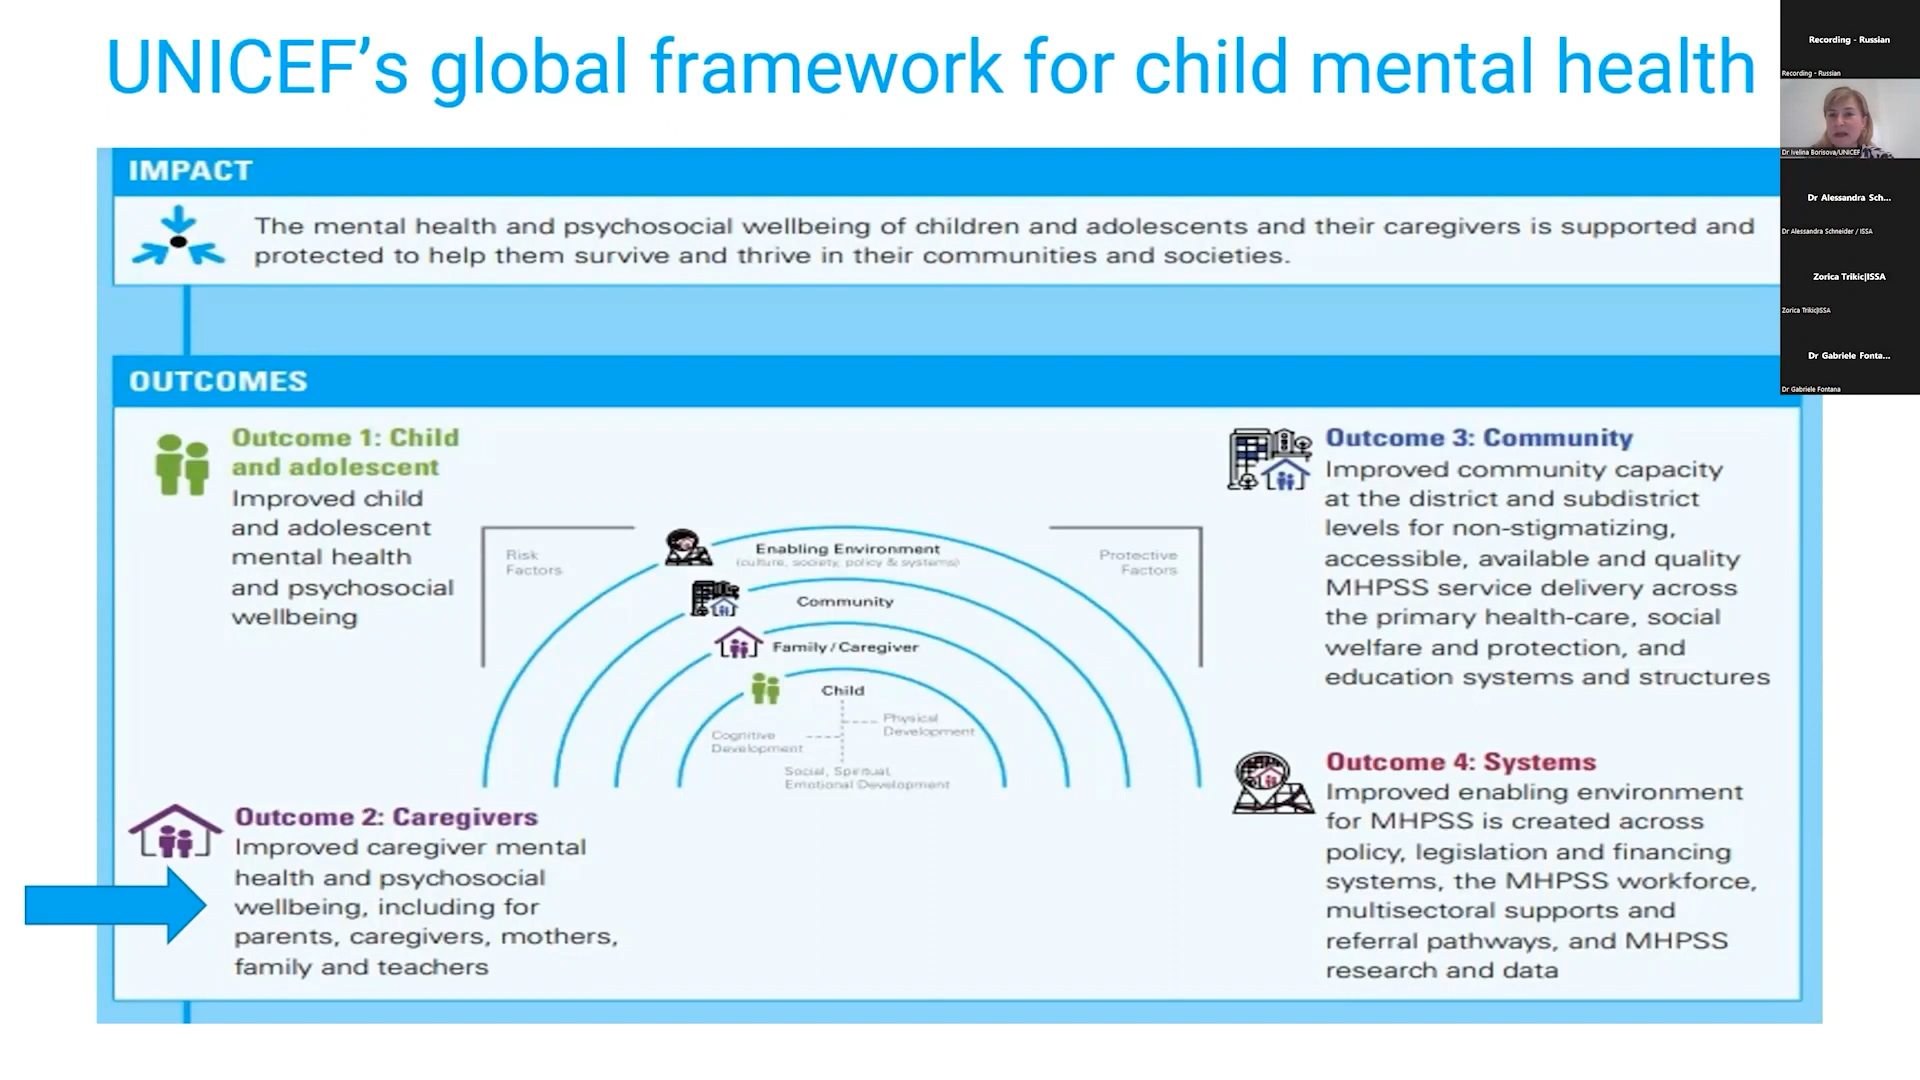 UNICEF’s global framework for child mental health
IMPACT
The mental health and psychosocial wellbeing of children and adolescents and their caregivers is supported and
protected to help them survive and thrive in their communities and societies.
OUTCOMES
Outcome 1: Child
and adolescent
Improved child
and adolescent
mental health
and psychosocial
wellbeing
Risk
Factors
Enabling Environment
(culture, society, policy & systems)
Protective
Factors
Community
Family / Caregiver
Child
Physical
Development
Cognitive
Development
Social, Spiritual,
Emotional Development
Outcome 2: Caregivers
Improved caregiver mental
health and psychosocial
wellbeing, including for
parents, caregivers, mothers,
family and teachers
Outcome 3: Community
Improved community capacity
at the district and subdistrict
levels for non-stigmatizing,
accessible, available and quality
MHPSS service delivery across
the primary health-care, social
welfare and protection, and
education systems and structures
Outcome 4: Systems
Improved enabling environment
for MHPSS is created across
policy, legislation and financing
systems, the MHPSS workforce,
multisectoral supports and
referral pathways, and MHPSS
research and data
Recording - Russian
Recording - Russian
Dr Ivelina Borisova/UNICEF
Dr Alessandra Sch...
Dr Alessandra Schneider / ISSA
Zorica Trikic|ISSA
Zorica Trikic|ISSA
Dr Gabriele Fonta...
Dr Gabriele Fontana